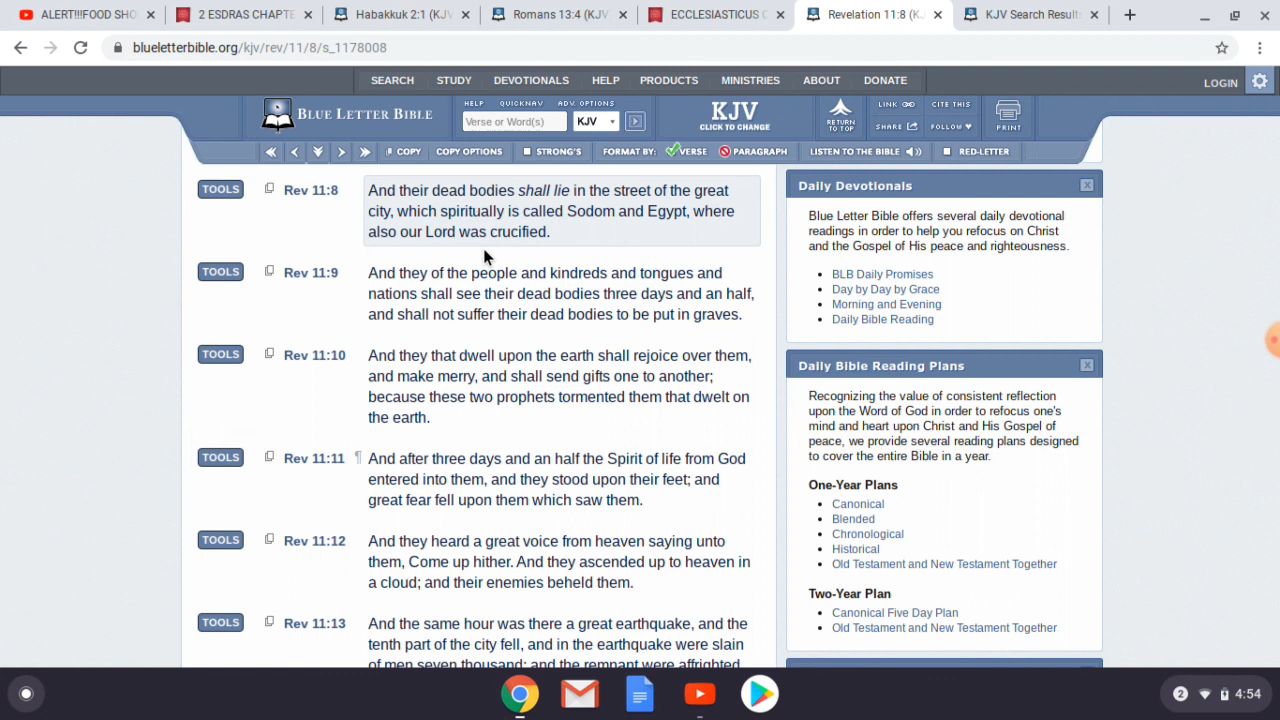 ALERT!!!FOOD SHO
2 ESDRAS CHAPTE
Habakkuk 2:1 (KJV
Romans 13:4 (KJV
ECCLESIASTICUS C
Revelation 11:8 (KJ
KJV Search Results
blueletterbible.org/kjv/rev/11/8/s_1178008
SEARCH STUDY DEVOTIONALS HELP PRODUCTS MINISTRIES ABOUT DONATE
LOGIN
BLUE LETTER BIBLE
HELP QUICKNAV ADV. OPTIONS
Verse or Word(s)
KJV
KJV
CLICK TO CHANGE
RETURN
TO TOP
LINK CITE THIS
SHARE FOLLOW
PRINT
COPY COPY OPTIONS STRONG'S FORMAT BY: VERSE PARAGRAPH LISTEN TO THE BIBLE RED-LETTER
TOOLS Rev 11:8 And their dead bodies shall lie in the street of the great
city, which spiritually is called Sodom and Egypt, where
also our Lord was crucified.
TOOLS Rev 11:9 And they of the people and kindreds and tongues and
nations shall see their dead bodies three days and an half,
and shall not suffer their dead bodies to be put in graves.
TOOLS Rev 11:10 And they that dwell upon the earth shall rejoice over them,
and make merry, and shall send gifts one to another;
because these two prophets tormented them that dwelt on
the earth.
TOOLS Rev 11:11 ¶ And after three days and an half the Spirit of life from God
entered into them, and they stood upon their feet; and
great fear fell upon them which saw them.
TOOLS Rev 11:12 And they heard a great voice from heaven saying unto
them, Come up hither. And they ascended up to heaven in
a cloud; and their enemies beheld them.
TOOLS Rev 11:13 And the same hour was there a great earthquake, and the
tenth part of the city fell, and in the earthquake were slain
of men seven thousand: and the remnant were affrighted
Daily Devotionals
Blue Letter Bible offers several daily devotional
readings in order to help you refocus on Christ
and the Gospel of His peace and righteousness.
BLB Daily Promises
Day by Day by Grace
Morning and Evening
Daily Bible Reading
Daily Bible Reading Plans
Recognizing the value of consistent reflection
upon the Word of God in order to refocus one's
mind and heart upon Christ and His Gospel of
peace, we provide several reading plans designed
to cover the entire Bible in a year.
One-Year Plans
Canonical
Blended
Chronological
Historical
Old Testament and New Testament Together
Two-Year Plan
Canonical Five Day Plan
Old Testament and New Testament Together
2 4:54